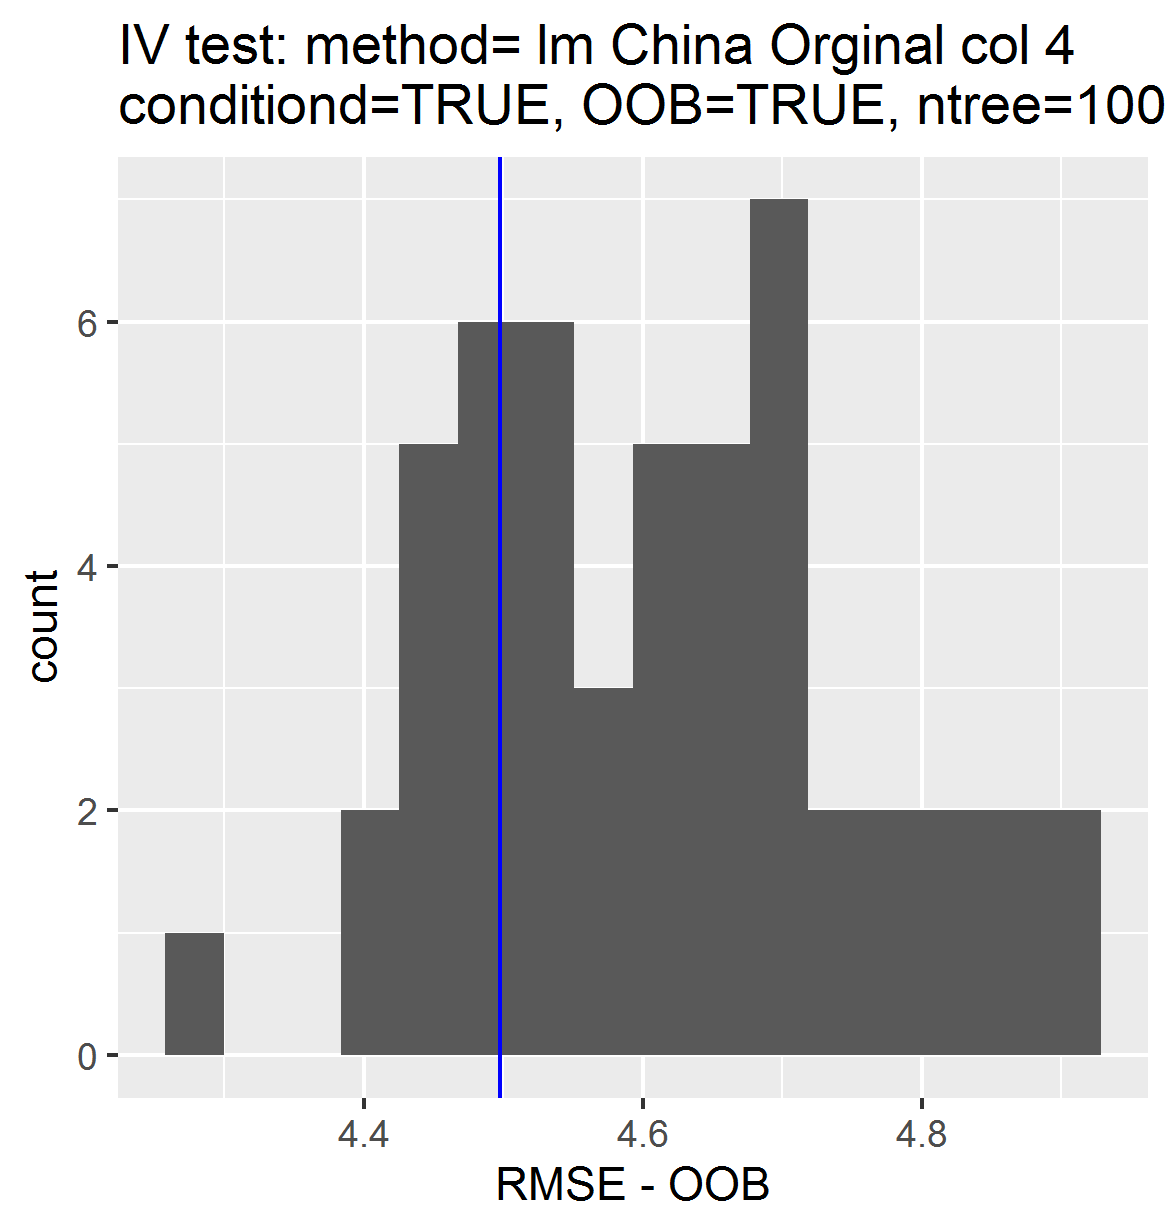 IV test: method= lm China Orginal col 4
conditiond=TRUE, OOB=TRUE, ntree=100
6
4
2
0
count
4.4
4.6
4.8
RMSE - OOB